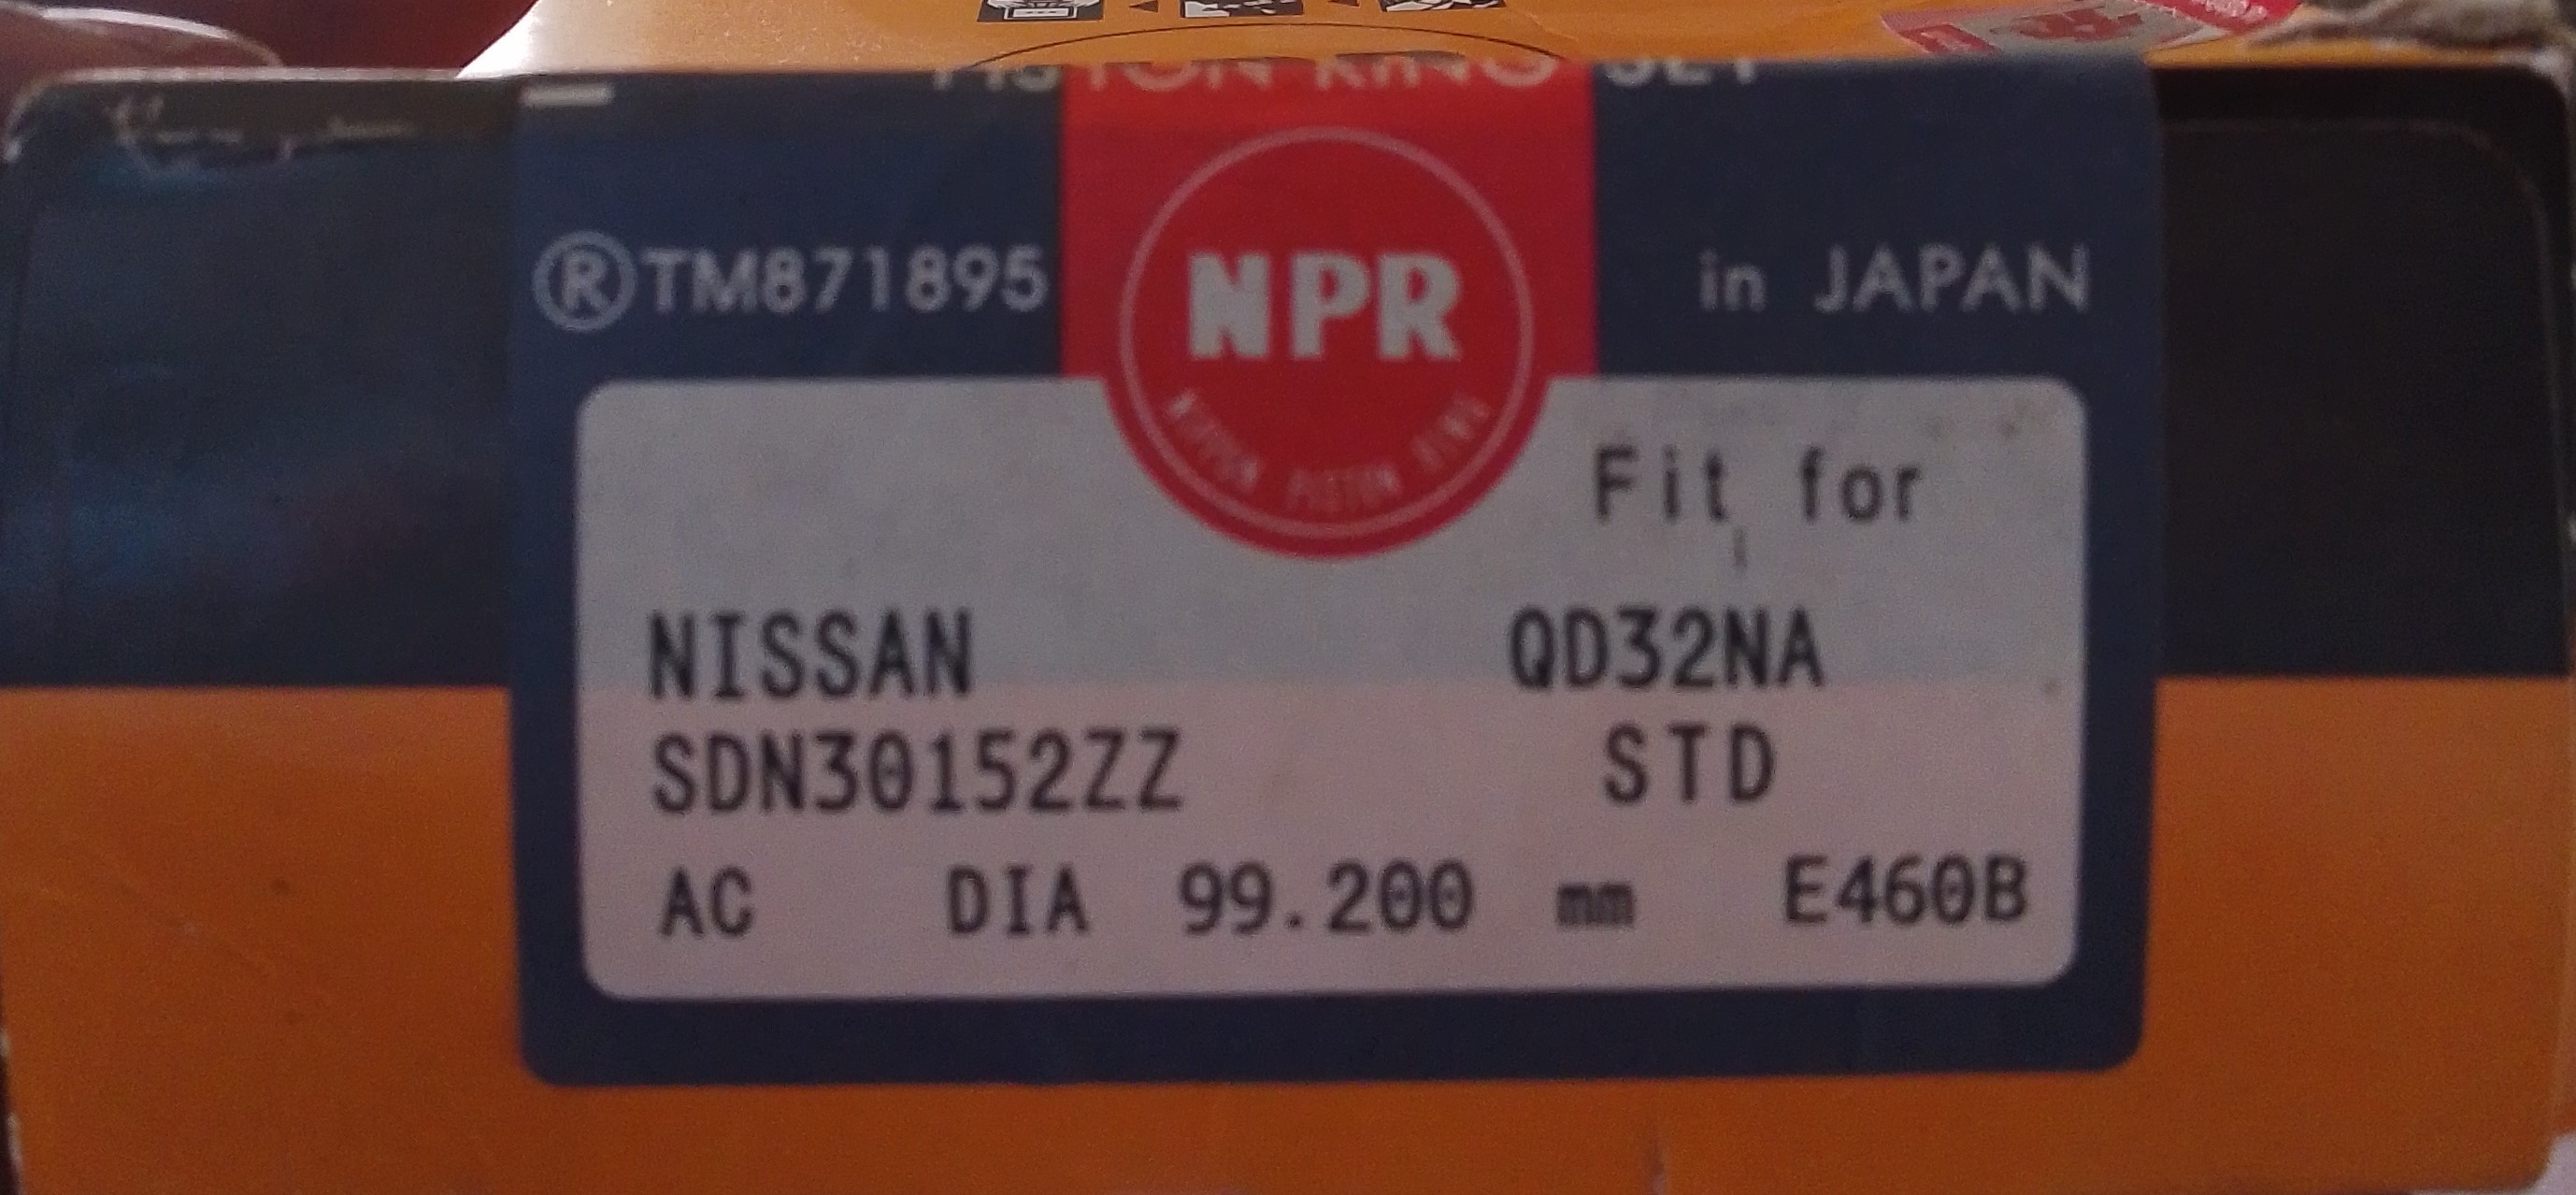 PISTON RING SET
®TM871895
NPR
in JAPAN
NIPPON PISTON RING
Fit for
NISSAN QD32NA
SDN30152ZZ STD
AC DIA 99.200 mm E460B